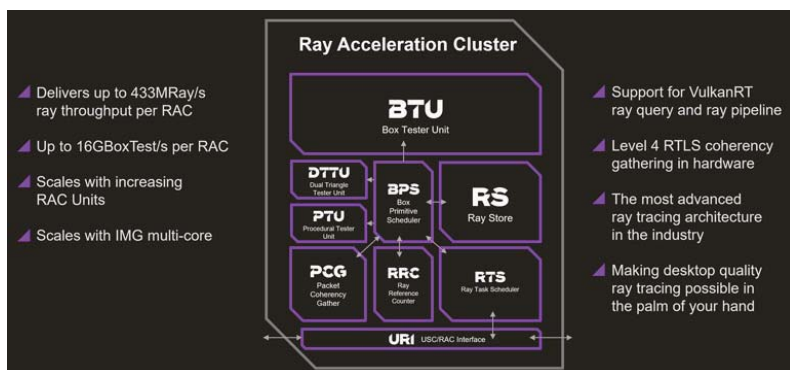 Ray Acceleration Cluster
Delivers up to 433MRay/s
ray throughput per RAC
Up to 16GBoxTest/s per RAC
Scales with increasing
RAC Units
Scales with IMG multi-core
BTU
Box Tester Unit
DTTU
Dual Triangle
Tester Unit
BPS
Box
Primitive
Scheduler
RS
Ray Store
PTU
Procedural Tester
Unit
PCG
Packet
Coherency
Gather
RRC
Ray
Reference
Counter
RTS
Ray Task Scheduler
URI USC/RAC Interface
Support for VulkanRT
ray query and ray pipeline
Level 4 RTLS coherency
gathering in hardware
The most advanced
ray tracing architecture
in the industry
Making desktop quality
ray tracing possible in
the palm of your hand